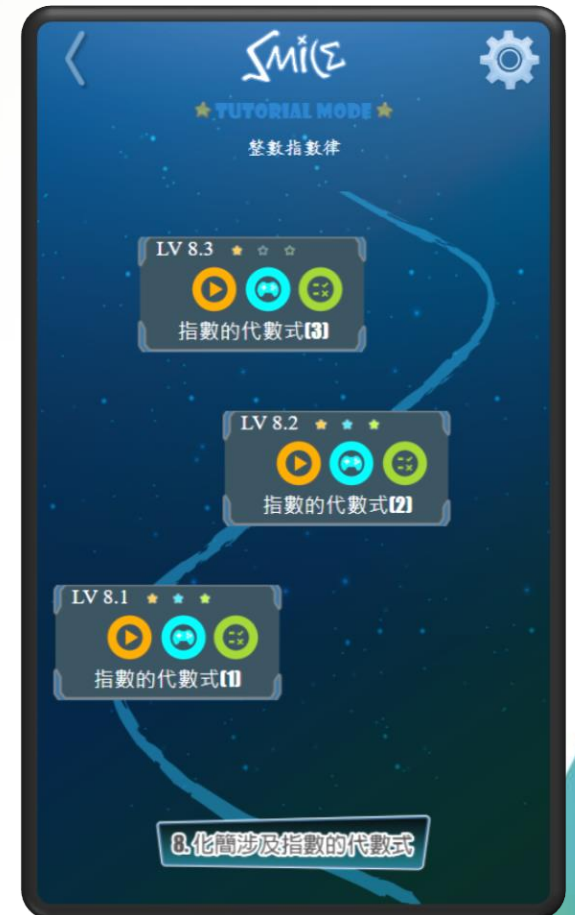 SMILE
TUTORIAL MODE
整數指數律
LV 8.3
指數的代數式(3)
LV 8.2
指數的代數式(2)
LV 8.1
指數的代數式(1)
8.化簡涉及指數的代數式